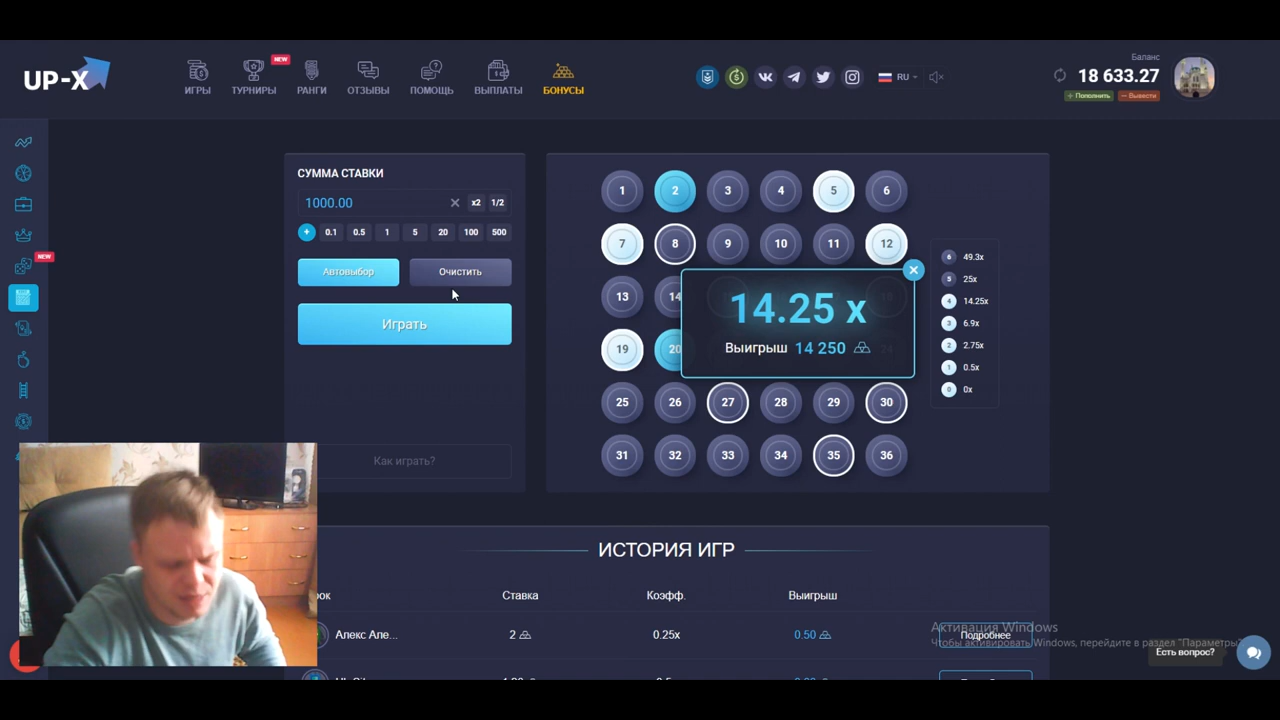 UP-X
ИГРЫ
NEW
ТУРНИРЫ
РАНГИ
ОТЗЫВЫ
ПОМОЩЬ
ВЫПЛАТЫ
БОНУСЫ
RU
Баланс
18 633.27
+ Пополнить
− Вывести
NEW
СУММА СТАВКИ
1000.00
x2
1/2
+ 0.1 0.5 1 5 20 100 500
Автовыбор
Очистить
Играть
Как играть?
1 2 3 4 5 6
7 8 9 10 11 12
13 14
19 20
25 26 27 28 29 30
31 32 33 34 35 36
14.25 x
Выигрыш 14 250
6 49.3x
5 25x
4 14.25x
3 6.9x
2 2.75x
1 0.5x
0 0x
ИСТОРИЯ ИГР
Ставка Коэфф. Выигрыш
Алекс Але... 2 0.25x 0.50 Подробнее
Активация Windows
Чтобы активировать Windows, перейдите в раздел "Параметры"
Есть вопрос?